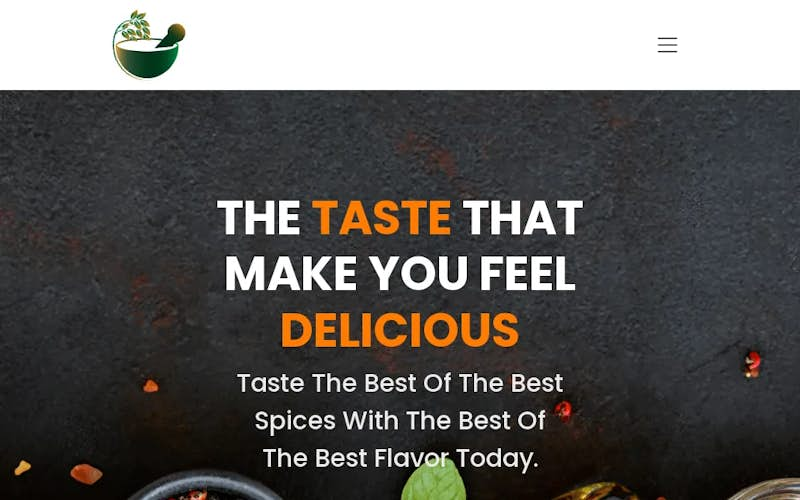 THE TASTE THAT
MAKE YOU FEEL
DELICIOUS
Taste The Best Of The Best
Spices With The Best Of
The Best Flavor Today.